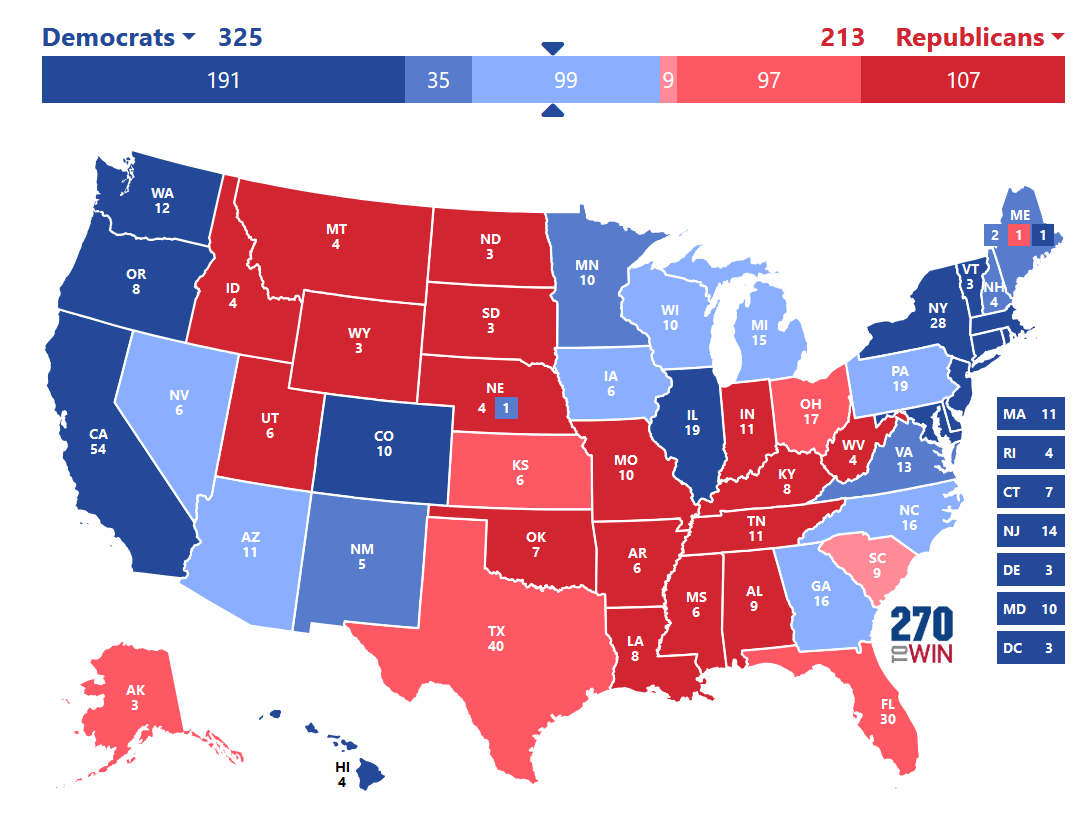 Democrats 325
213 Republicans
191 35 99 9 97 107
WA
12
OR
8
CA
54
NV
6
ID
4
MT
4
WY
3
UT
6
AZ
11
CO
10
NM
5
ND
3
SD
3
NE
4 1
KS
6
OK
7
TX
40
MN
10
IA
6
MO
10
AR
6
LA
8
WI
10
IL
19
MI
15
IN
11
OH
17
KY
8
TN
11
MS
6
AL
9
GA
16
FL
30
SC
9
NC
16
VA
13
WV
4
PA
19
NY
28
VT
3
NH
4
ME
2 1 1
MA 11
RI 4
CT 7
NJ 14
DE 3
MD 10
DC 3
AK
3
HI
4
270
TO WIN